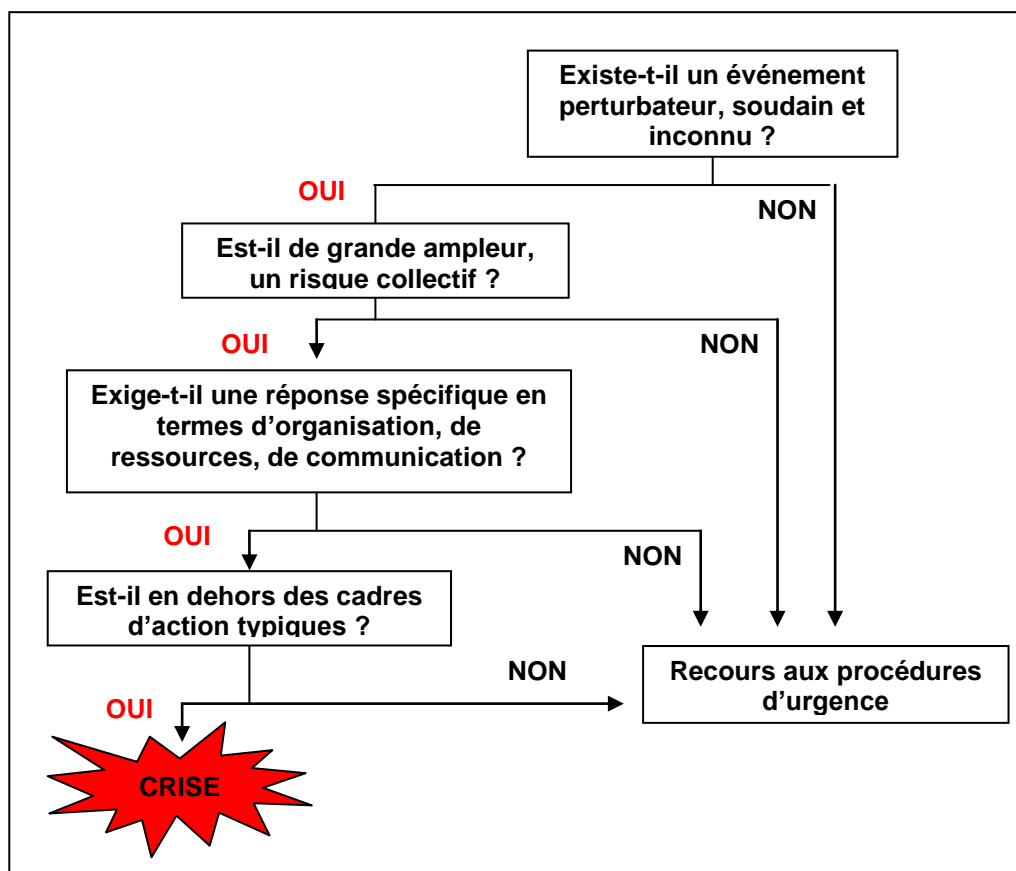 Existe-t-il un événement
perturbateur, soudain et
inconnu ?
OUI
NON
Est-il de grande ampleur,
un risque collectif ?
OUI
NON
Exige-t-il une réponse spécifique en
termes d’organisation, de
ressources, de communication ?
OUI
NON
Est-il en dehors des cadres
d’action typiques ?
NON
Recours aux procédures
d’urgence
OUI
CRISE